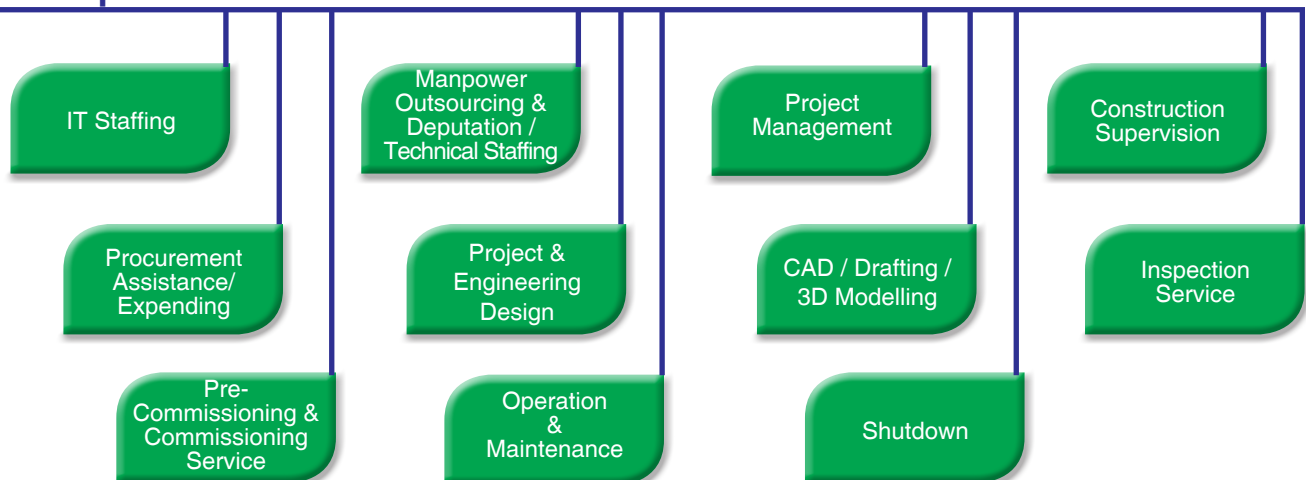 IT Staffing
Manpower
Outsourcing &
Deputation /
Technical Staffing
Project
Management
Construction
Supervision
Procurement
Assistance/
Expending
Project &
Engineering
Design
CAD / Drafting /
3D Modelling
Inspection
Service
Pre-
Commissioning &
Commissioning
Service
Operation
&
Maintenance
Shutdown